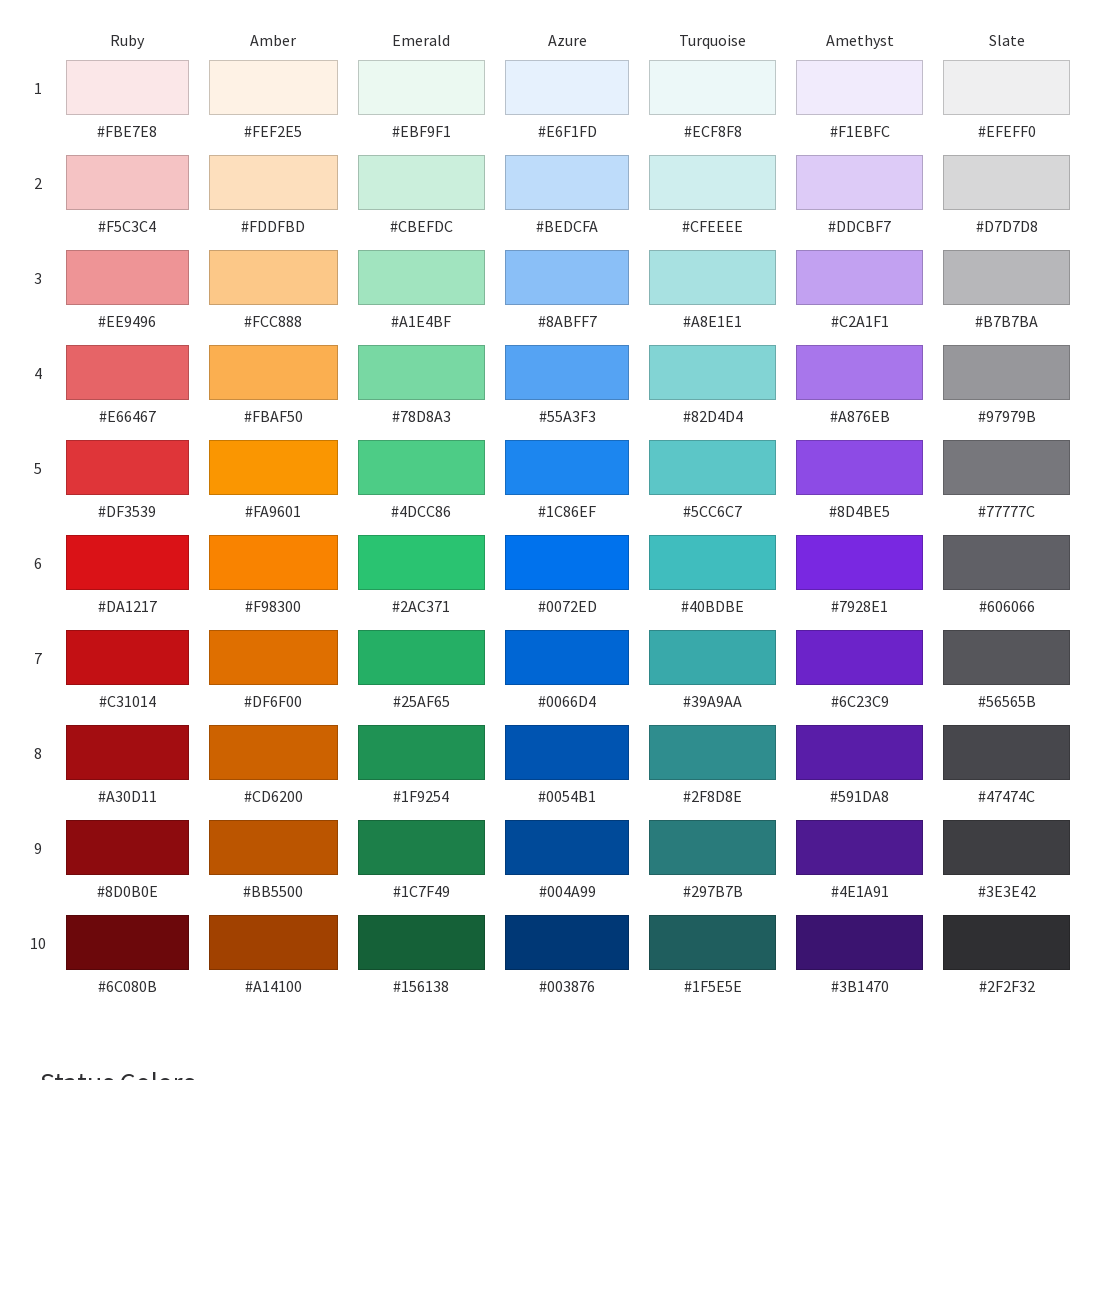 Ruby Amber Emerald Azure Turquoise Amethyst Slate
1
#FBE7E8 #FEF2E5 #EBF9F1 #E6F1FD #ECF8F8 #F1EBFC #EFEFF0
2
#F5C3C4 #FDDFBD #CBEFDC #BEDCFA #CFEEEE #DDCBF7 #D7D7D8
3
#EE9496 #FCC888 #A1E4BF #8ABFF7 #A8E1E1 #C2A1F1 #B7B7BA
4
#E66467 #FBAF50 #78D8A3 #55A3F3 #82D4D4 #A876EB #97979B
5
#DF3539 #FA9601 #4DCC86 #1C86EF #5CC6C7 #8D4BE5 #77777C
6
#DA1217 #F98300 #2AC371 #0072ED #40BDBE #7928E1 #606066
7
#C31014 #DF6F00 #25AF65 #0066D4 #39A9AA #6C23C9 #56565B
8
#A30D11 #CD6200 #1F9254 #0054B1 #2F8D8E #591DA8 #47474C
9
#8D0B0E #BB5500 #1C7F49 #004A99 #297B7B #4E1A91 #3E3E42
10
#6C080B #A14100 #156138 #003876 #1F5E5E #3B1470 #2F2F32
Status Colors